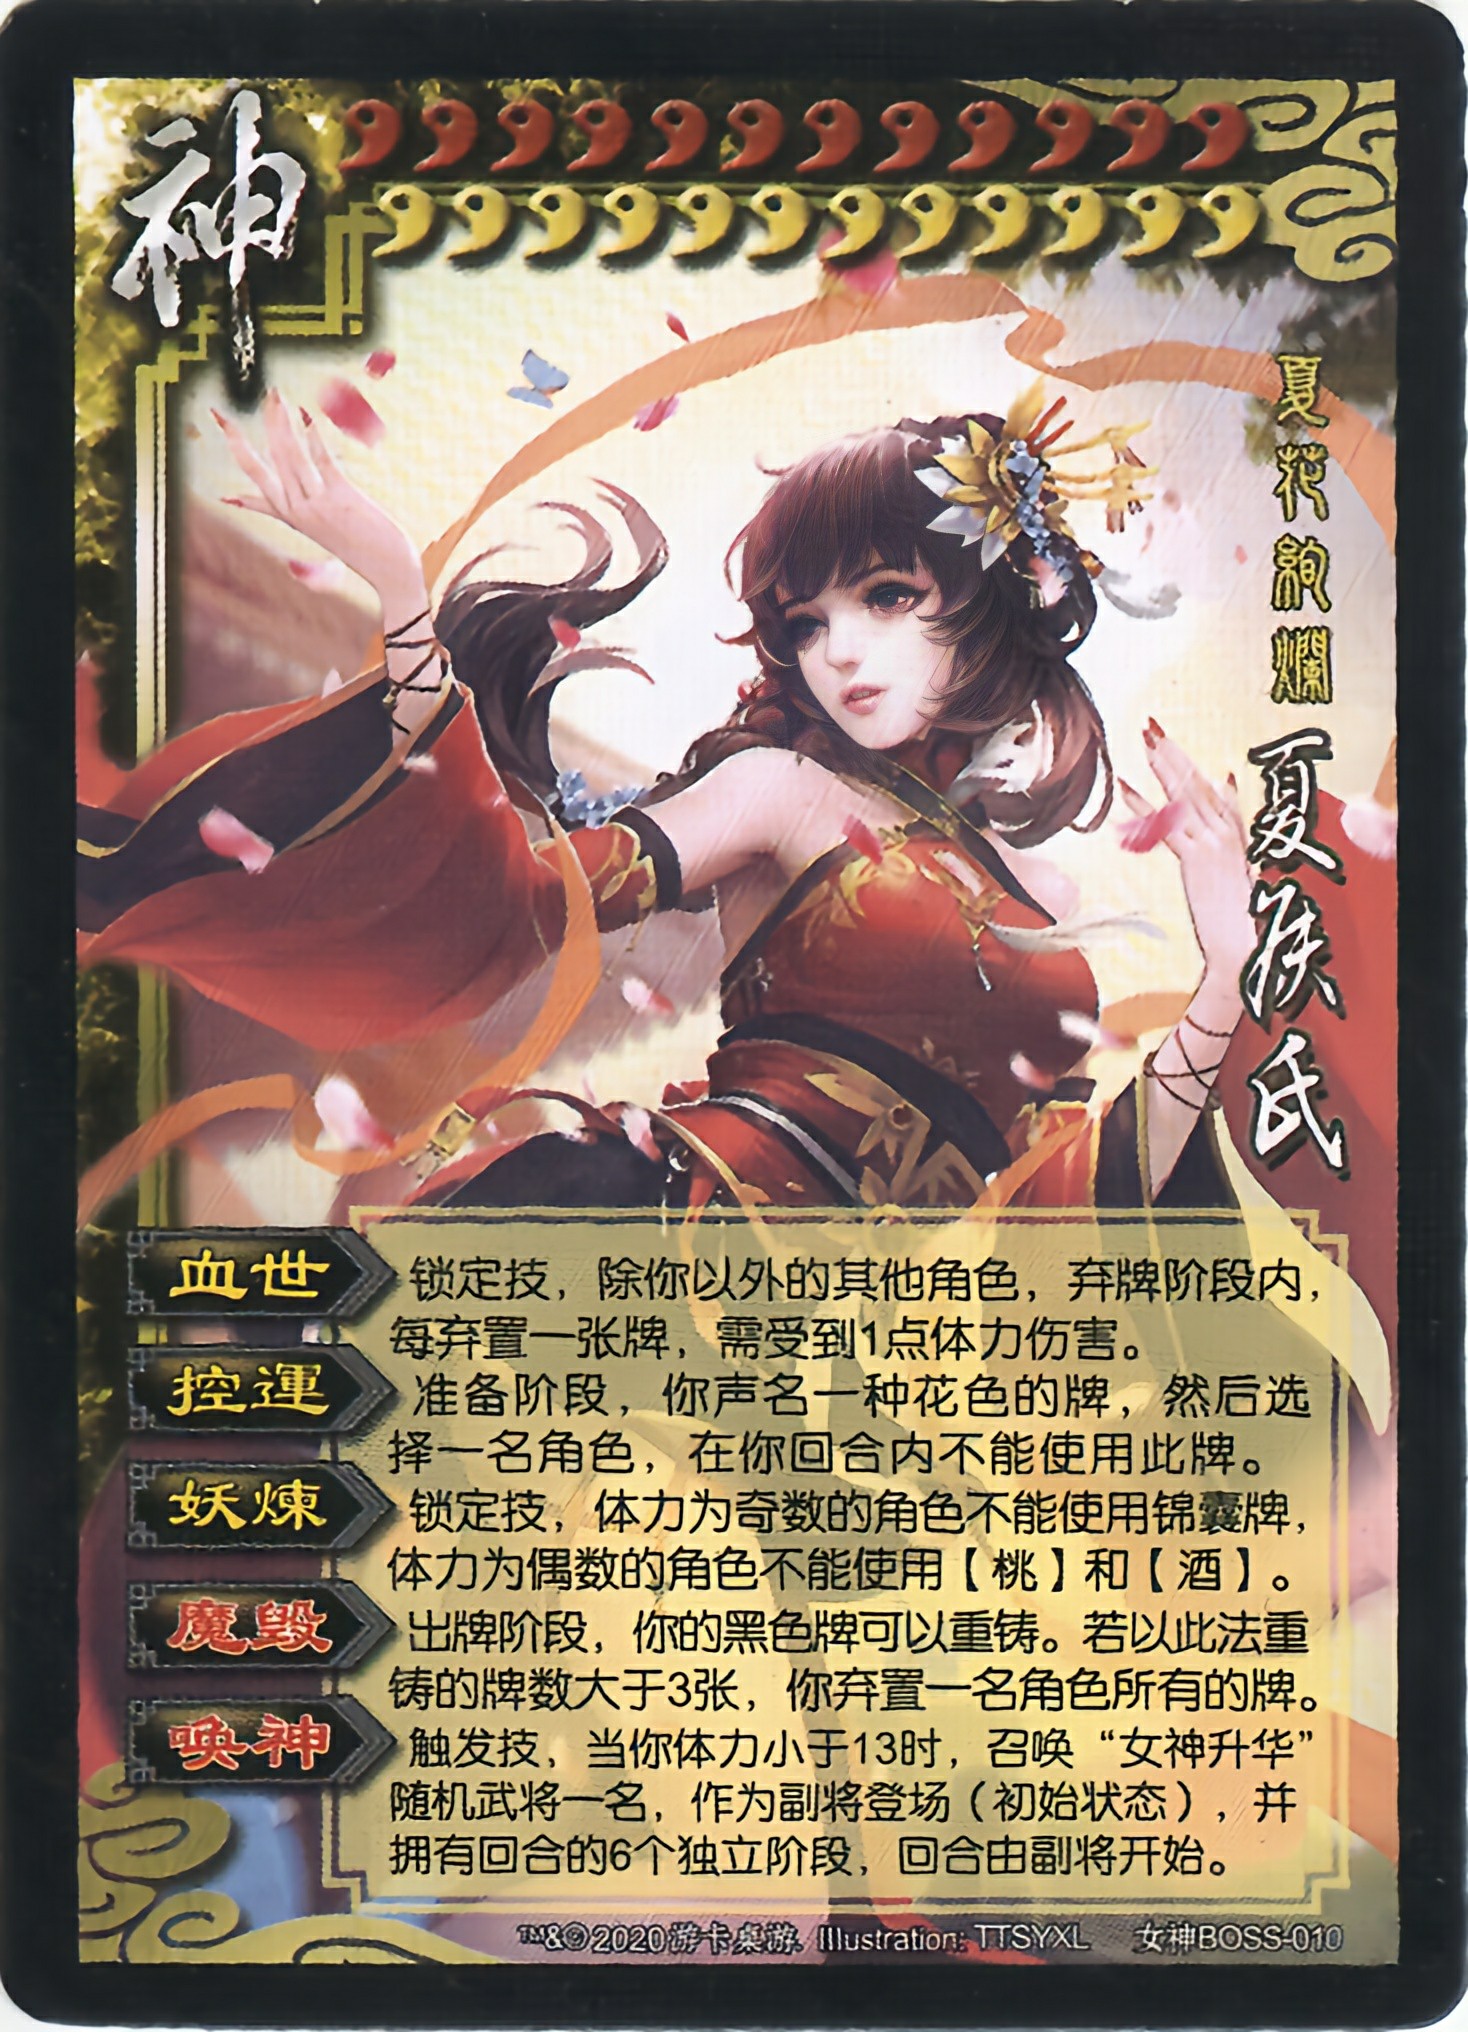 神
夏花絢爛
夏侯氏
血世
锁定技，除你以外的其他角色，弃牌阶段内，
每弃置一张牌，需受到1点体力伤害。
控運
准备阶段，你声名一种花色的牌，然后选
择一名角色，在你回合内不能使用此牌。
妖煉
锁定技，体力为奇数的角色不能使用锦囊牌，
体力为偶数的角色不能使用【桃】和【酒】。
魔毁
出牌阶段，你的黑色牌可以重铸。若以此法重
铸的牌数大于3张，你弃置一名角色所有的牌。
唤神
触发技，当你体力小于13时，召唤“女神升华”
随机武将一名，作为副将登场（初始状态），并
拥有回合的6个独立阶段，回合由副将开始。
™&©2020游卡桌游. Illustration: TTSYXL 女神BOSS-010